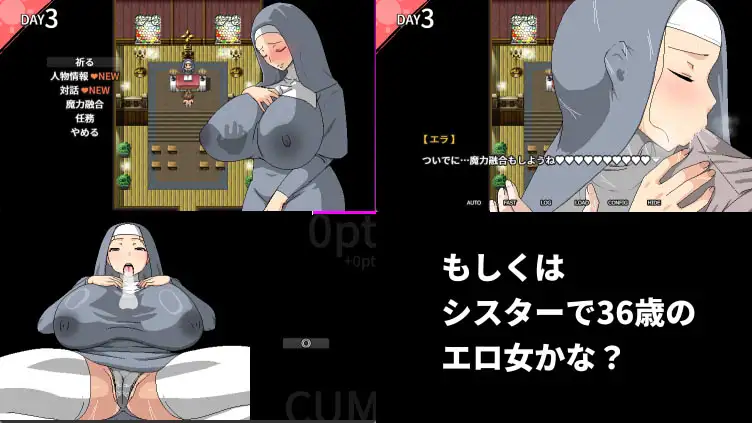 DAY3
祈る
人物情報❤NEW
対話❤NEW
魔力融合
任務
やめる
DAY3
【エラ】
ついでに…魔力融合もしようね♥♥♥♥♥♥♥♥♥♥
AUTO FAST LOG LOAD CONFIG HIDE
0pt
+0pt
CUM
もしくは
シスターで36歳の
エロ女かな？